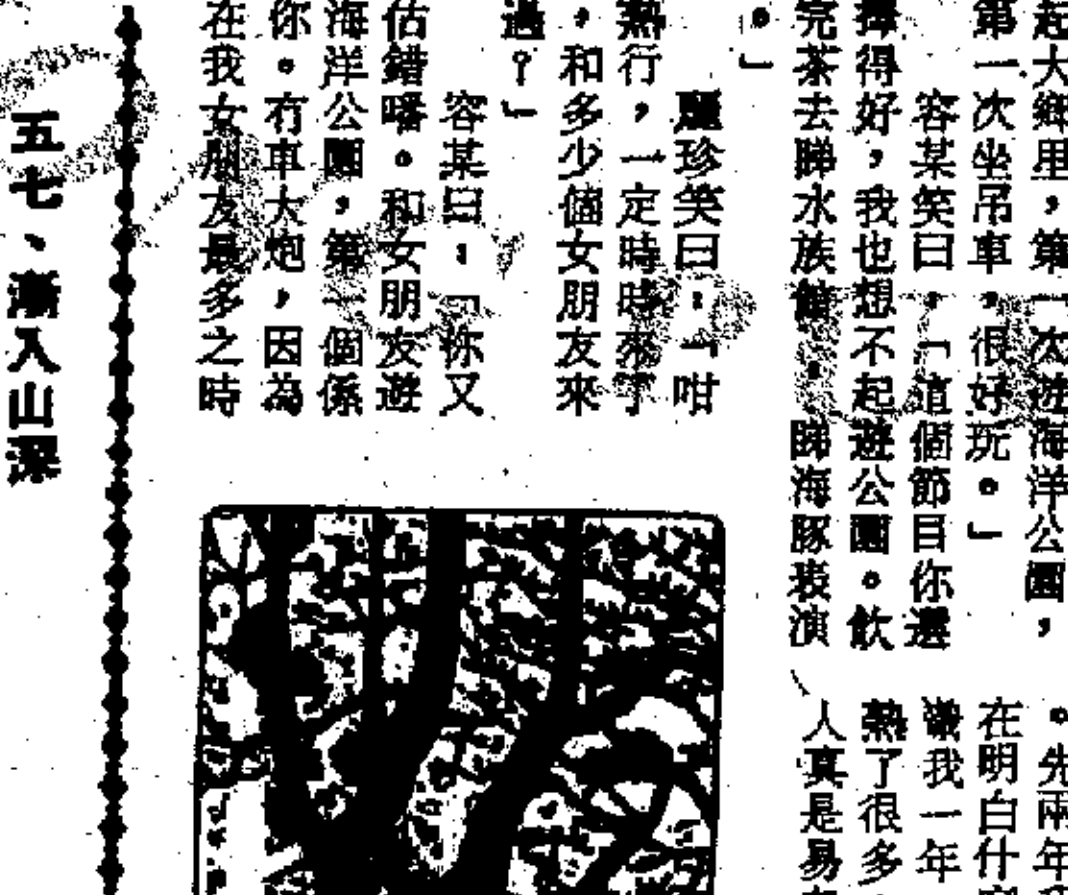 起大鄉里,第一次遊海洋公園,
第一次坐吊車,很好玩。」
容某笑曰,「這個節目你選
擇得好,我也想不起遊公園。飲
完茶去睇水族館,睇海豚表演
。」
麗珍笑曰:「咁
熱行,一定時時來了
,和多少個女朋友來
過?」
容某曰:「你又
估錯噃。和女朋友遊
海洋公園,第一個係
你。冇車大炮,因為
在我女朋友最多之時
。先兩年
在明白什
我一年
熱了很多
人真是易
五七、漸入山深